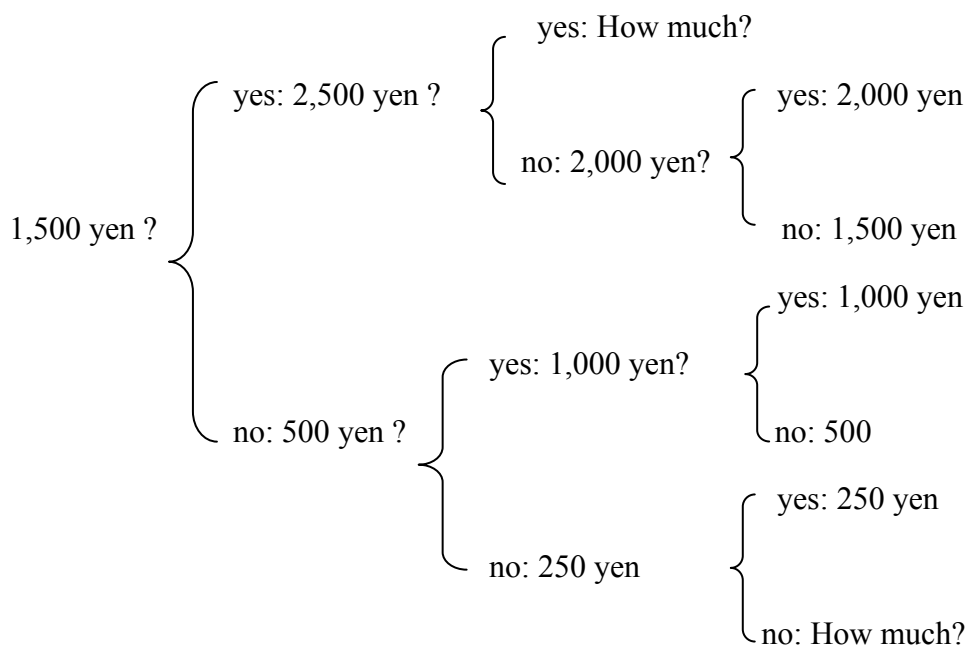 yes: How much?
yes: 2,500 yen ?
yes: 2,000 yen
no: 2,000 yen?
1,500 yen ?
no: 1,500 yen
yes: 1,000 yen
yes: 1,000 yen?
no: 500 yen ?
no: 500
yes: 250 yen
no: 250 yen
no: How much?